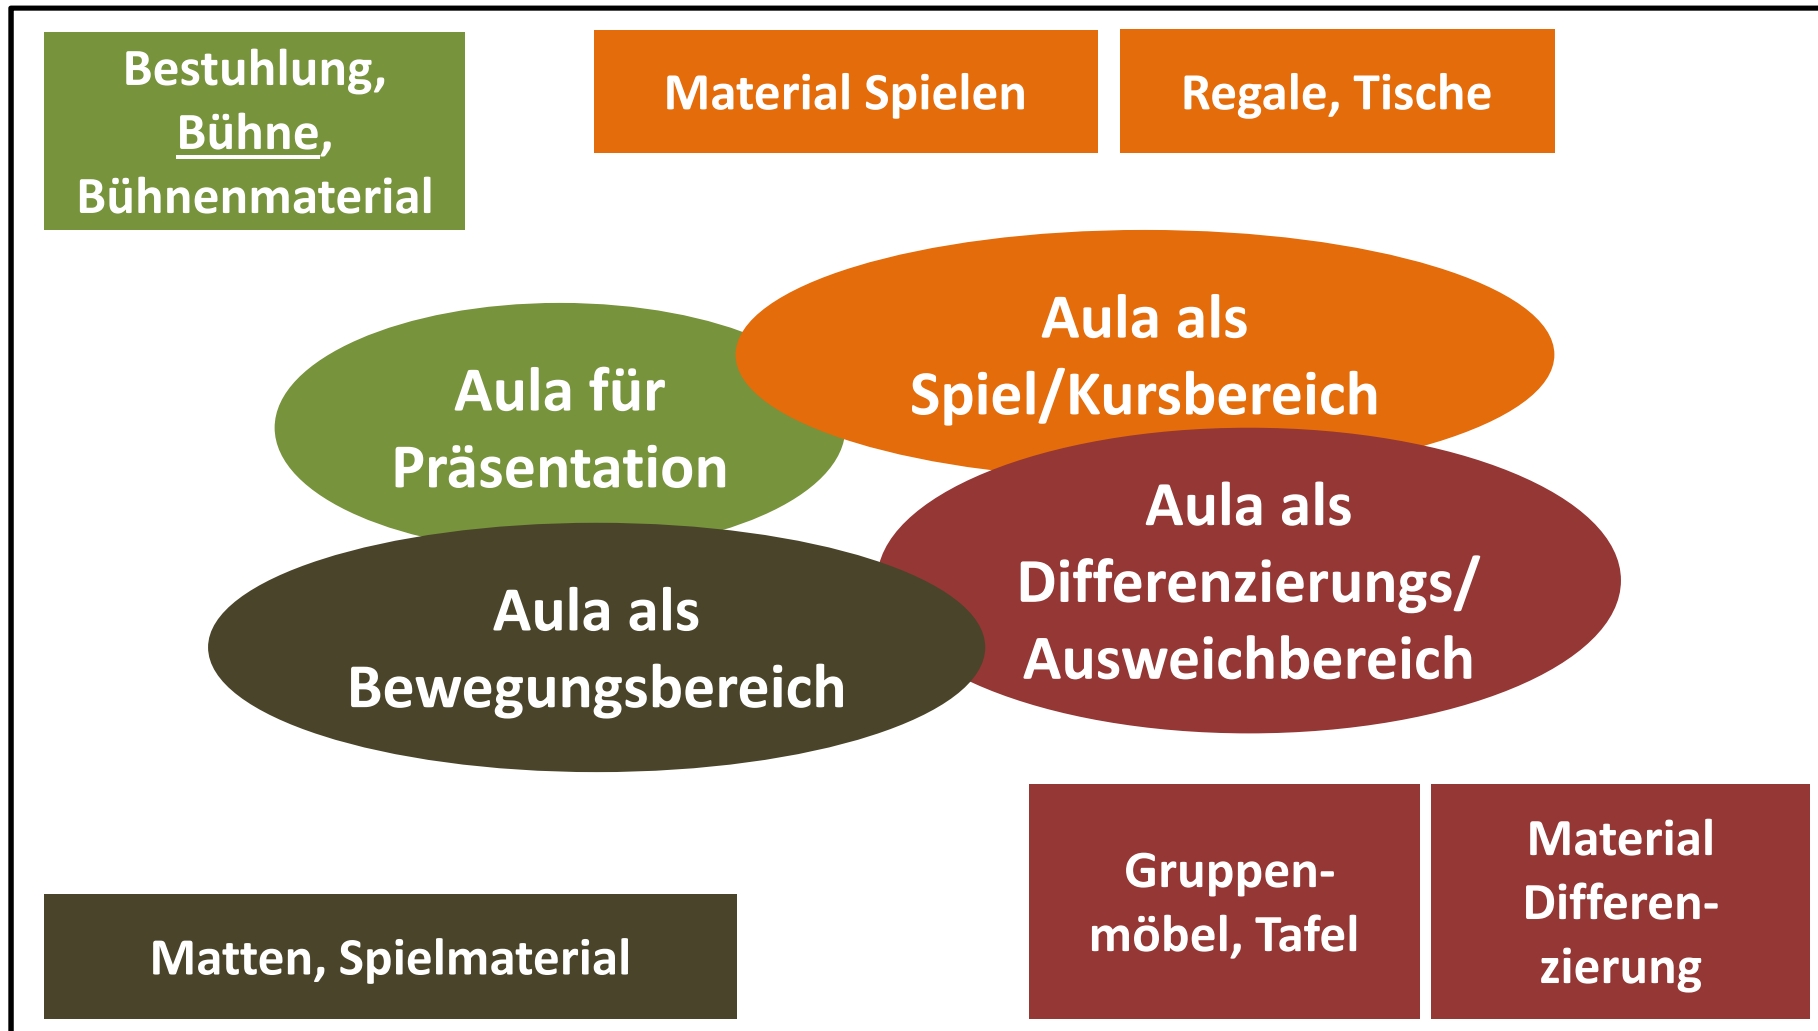 Bestuhlung,
Bühne,
Bühnenmaterial
Material Spielen
Regale, Tische
Aula als
Spiel/Kursbereich
Aula für
Präsentation
Aula als
Differenzierungs/
Ausweichbereich
Aula als
Bewegungsbereich
Gruppen-
möbel, Tafel
Material
Differen-
zierung
Matten, Spielmaterial